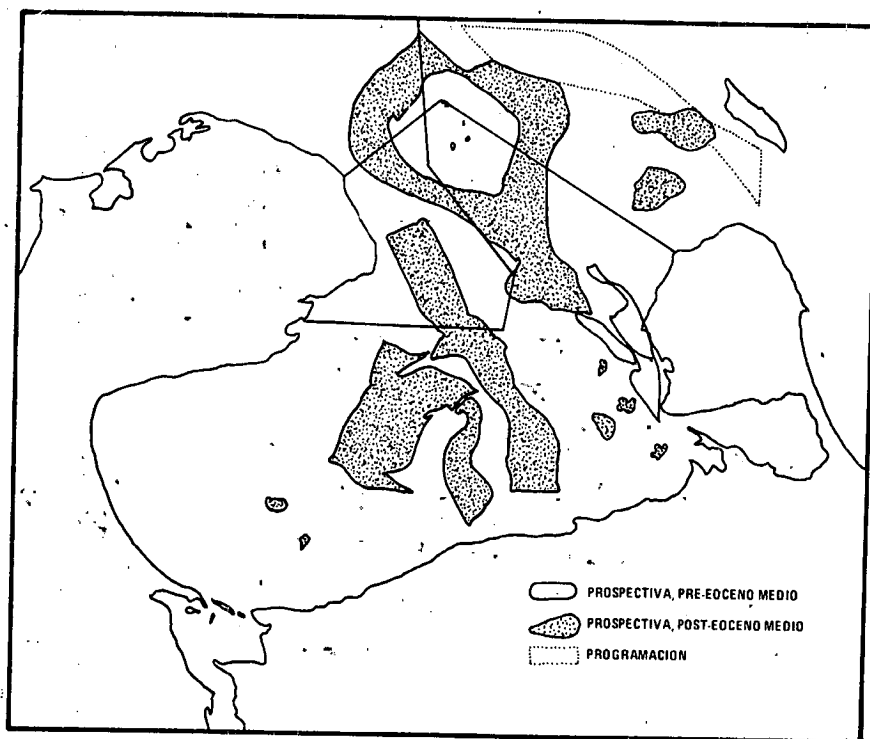 PROSPECTIVA, PRE-EOCENO MEDIO
PROSPECTIVA, POST-EOCENO MEDIO
PROGRAMACION